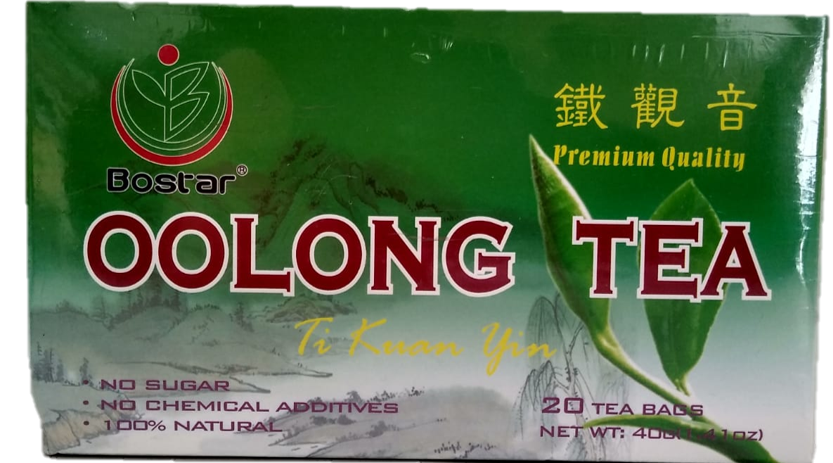 Bostar®
鐵觀音
Premium Quality
OOLONG TEA
Ti Kuan Yin
• NO SUGAR
• NO CHEMICAL ADDITIVES
• 100% NATURAL
20 TEA BAGS
NET WT: